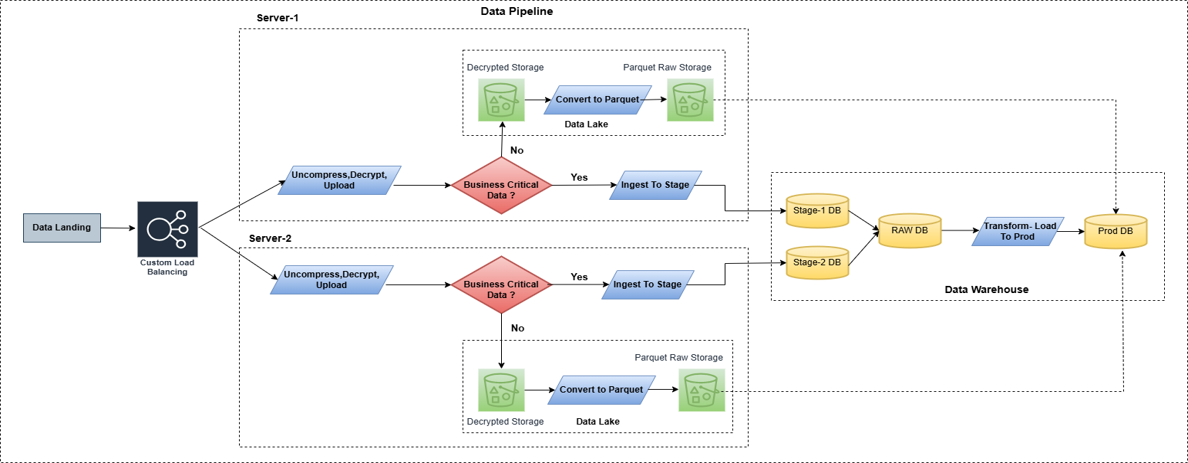 Data Pipeline
Server-1
Decrypted Storage
Parquet Raw Storage
Convert to Parquet
Data Lake
No
Uncompress,Decrypt,
Upload
Business Critical
Data ?
Yes
Ingest To Stage
Data Landing
Custom Load
Balancing
Server-2
Uncompress,Decrypt,
Upload
Business Critical
Data ?
Yes
Ingest To Stage
No
Parquet Raw Storage
Convert to Parquet
Decrypted Storage
Data Lake
Stage-1 DB
Stage-2 DB
RAW DB
Transform- Load
To Prod
Prod DB
Data Warehouse